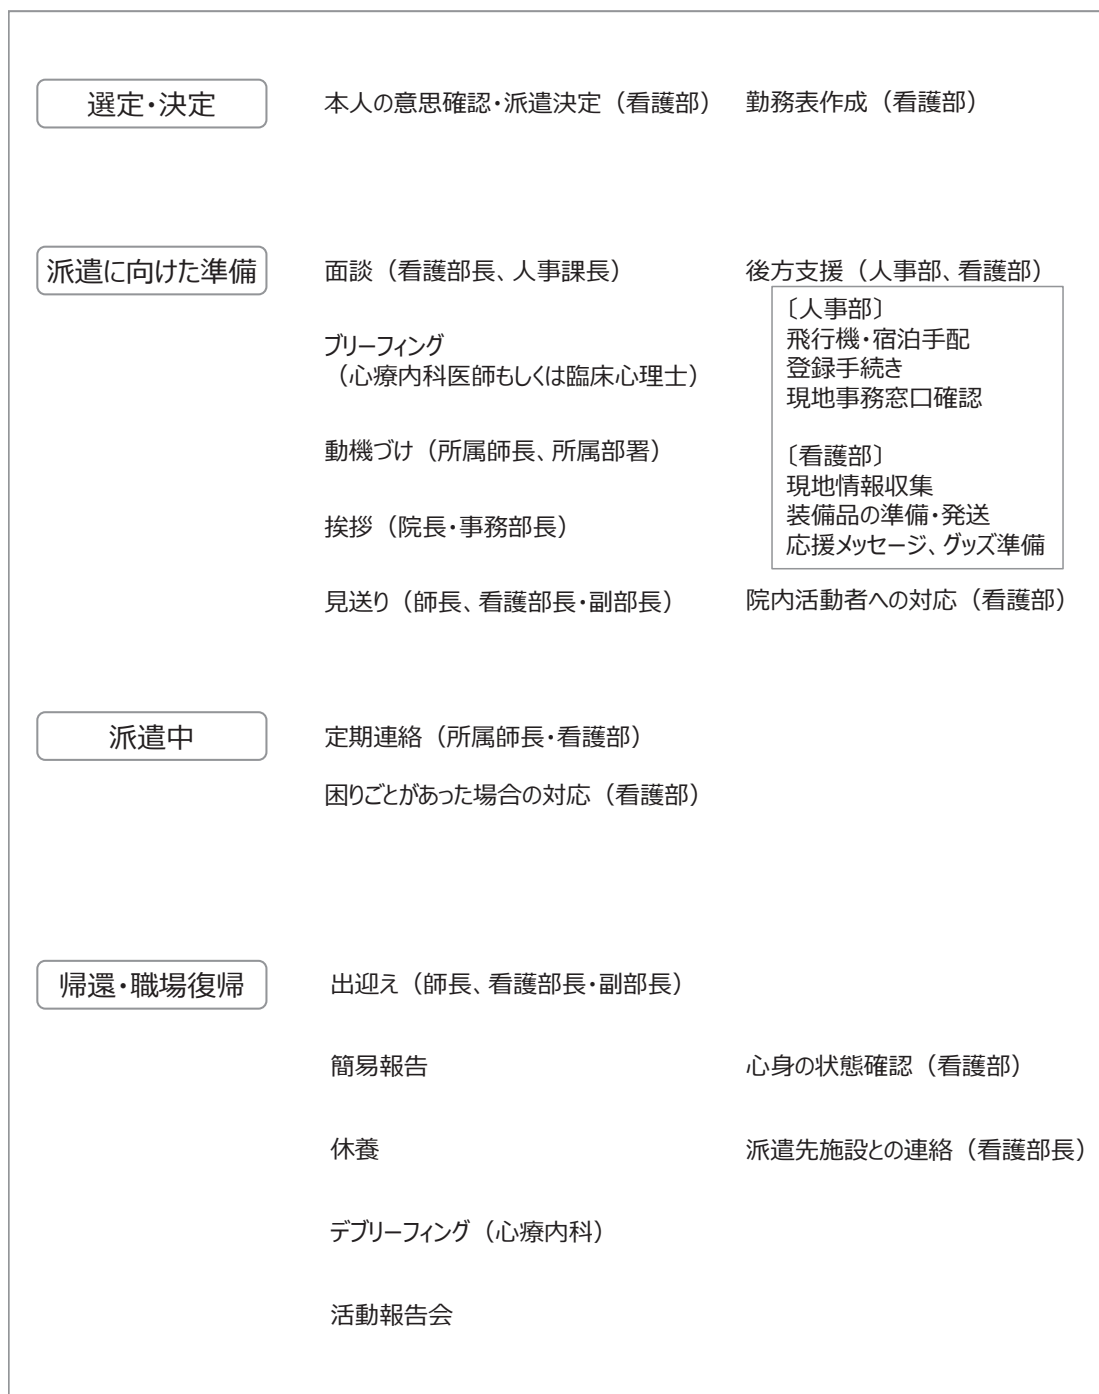 選定・決定
本人の意思確認・派遣決定（看護部）
勤務表作成（看護部）
派遣に向けた準備
面談（看護部長、人事課長）
ブリーフィング
（心療内科医師もしくは臨床心理士）
動機づけ（所属師長、所属部署）
挨拶（院長・事務部長）
見送り（師長、看護部長・副部長）
後方支援（人事部、看護部）
〔人事部〕
飛行機・宿泊手配
登録手続き
現地事務窓口確認
〔看護部〕
現地情報収集
装備品の準備・発送
応援メッセージ、グッズ準備
院内活動者への対応（看護部）
派遣中
定期連絡（所属師長・看護部）
困りごとがあった場合の対応（看護部）
帰還・職場復帰
出迎え（師長、看護部長・副部長）
簡易報告
心身の状態確認（看護部）
休養
派遣先施設との連絡（看護部長）
デブリーフィング（心療内科）
活動報告会